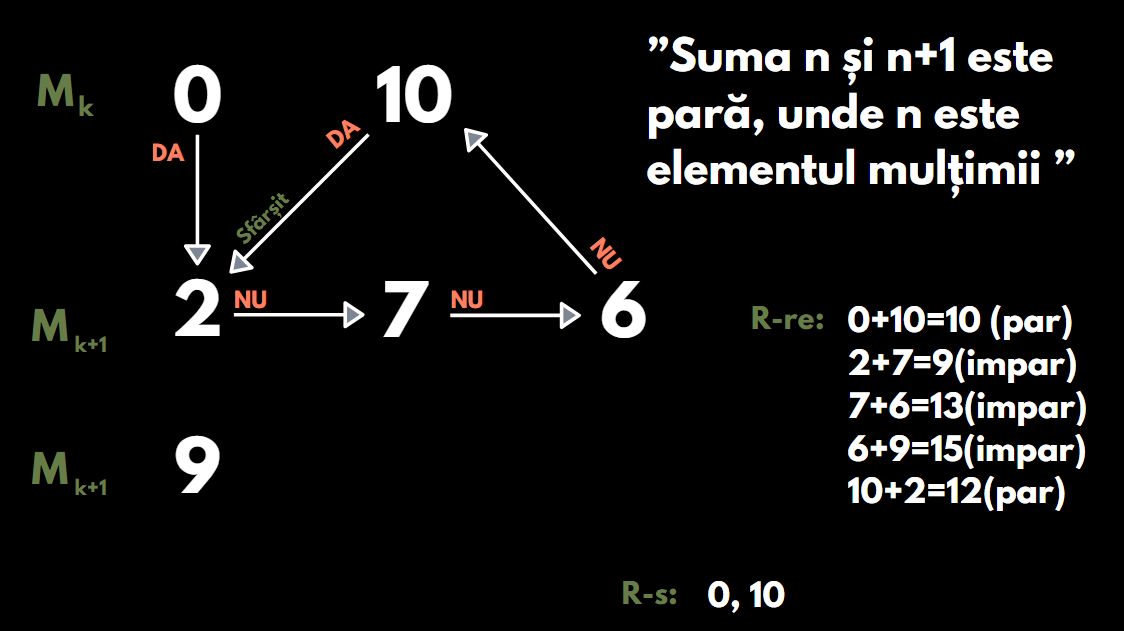 ”Suma n și n+1 este
pară, unde n este
elementul mulțimii ”
Mk 0 10
DA DA
Sfârșit
Mk+1 2 NU 7 NU 6 NU
R-re: 0+10=10 (par)
2+7=9(impar)
7+6=13(impar)
6+9=15(impar)
10+2=12(par)
Mk+1 9
R-s: 0, 10